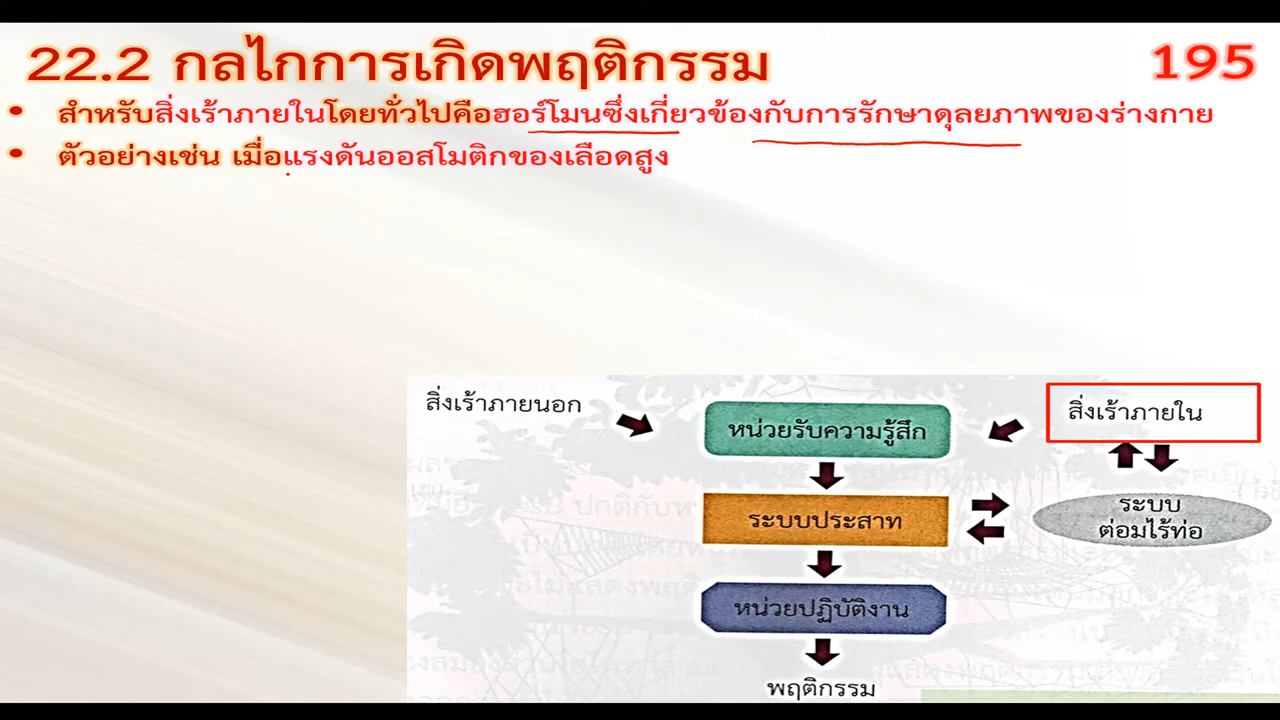 22.2 กลไกการเกิดพฤติกรรม
195
• สำหรับสิ่งเร้าภายในโดยทั่วไปคือฮอร์โมนซึ่งเกี่ยวข้องกับการรักษาดุลยภาพของร่างกาย
• ตัวอย่างเช่น เมื่อแรงดันออสโมติกของเลือดสูง
สิ่งเร้าภายนอก
หน่วยรับความรู้สึก
สิ่งเร้าภายใน
ระบบประสาท
ระบบ
ต่อมไร้ท่อ
หน่วยปฏิบัติงาน
พฤติกรรม